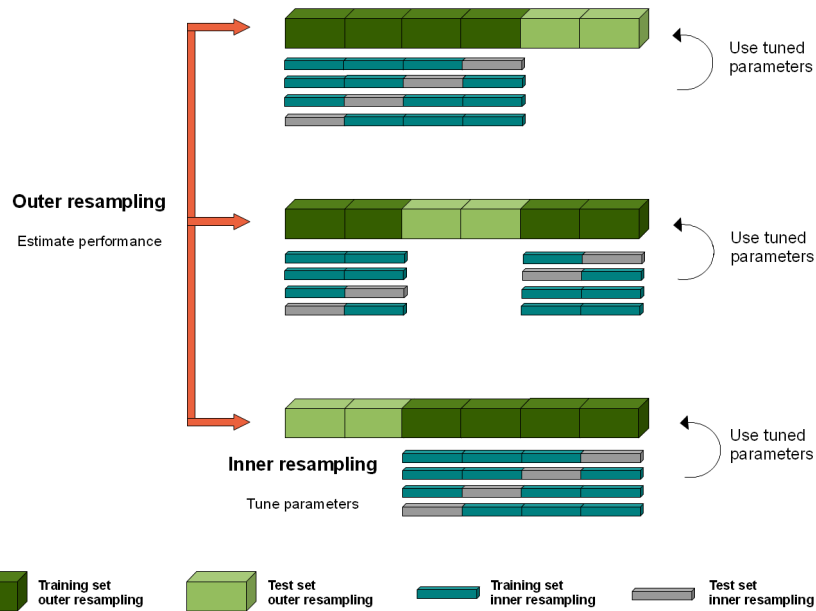 Use tuned
parameters
Outer resampling
Estimate performance
Use tuned
parameters
Use tuned
parameters
Inner resampling
Tune parameters
Training set
outer resampling
Test set
outer resampling
Training set
inner resampling
Test set
inner resampling